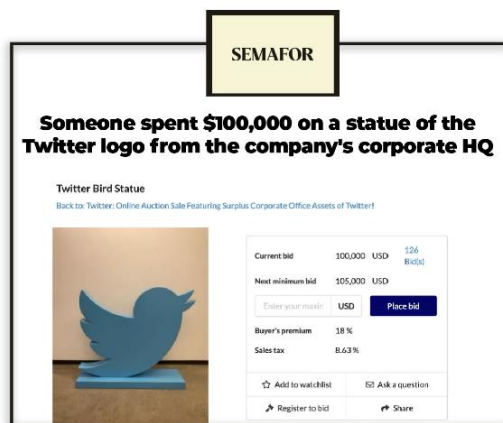 SEMAFOR
Someone spent $100,000 on a statue of the
Twitter logo from the company's corporate HQ
Twitter Bird Statue
Back to: Twitter: Online Auction Sale Featuring Surplus Corporate Office Assets of Twitter!
Current bid 100,000 USD 126
Bid(s)
Next minimum bid 105,000 USD
Enter your maxin USD Place bid
Buyer's premium 18 %
Sales tax 8.63 %
Add to watchlist Ask a question
Register to bid Share